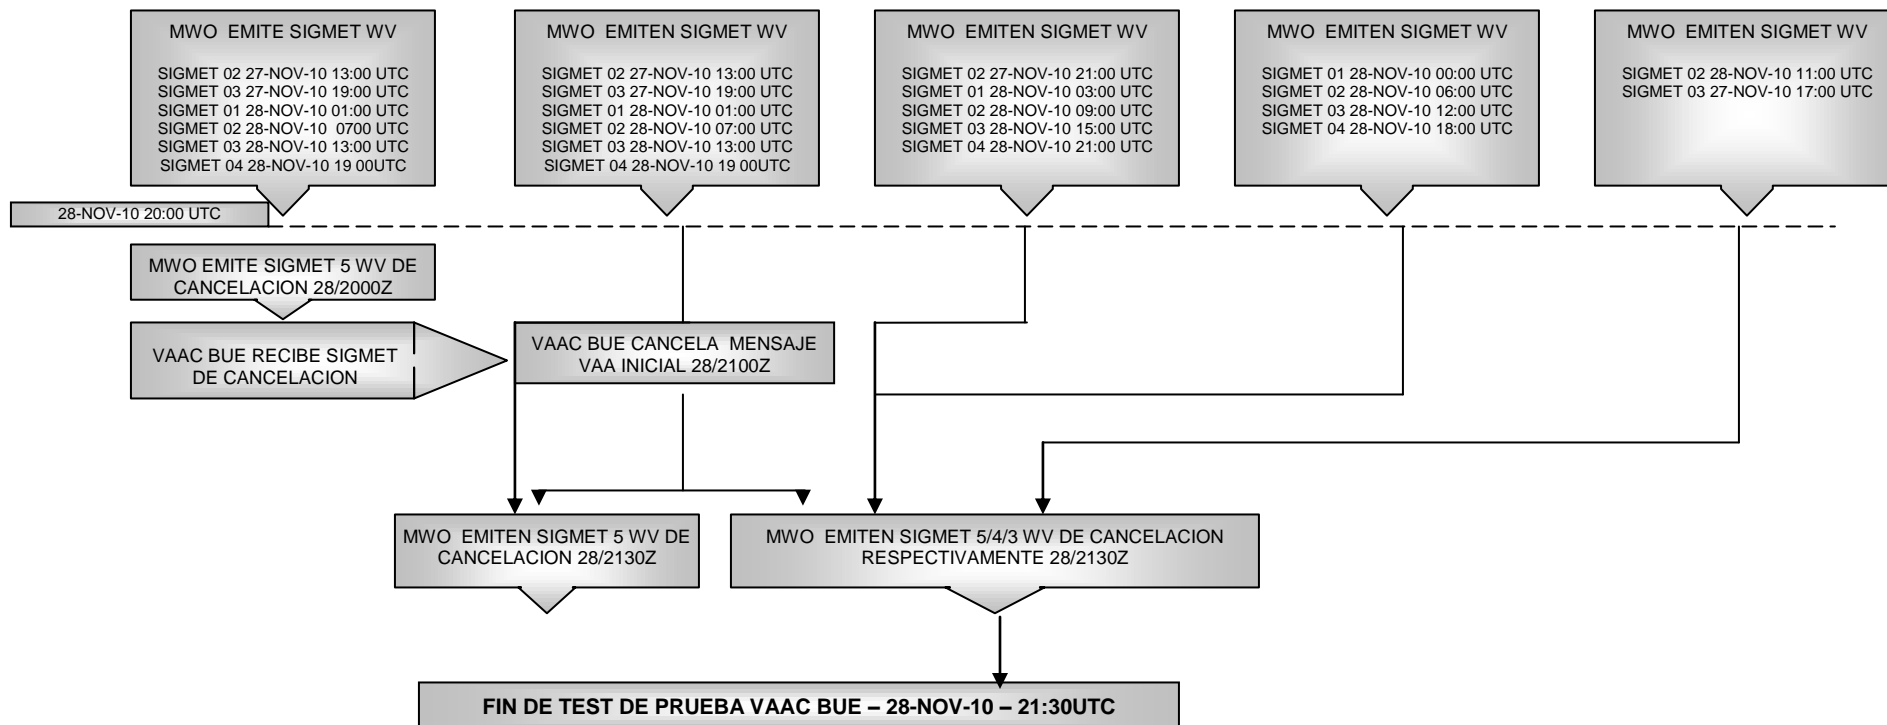 MWO EMITE SIGMET WV
SIGMET 02 27-NOV-10 13:00 UTC
SIGMET 03 27-NOV-10 19:00 UTC
SIGMET 01 28-NOV-10 01:00 UTC
SIGMET 02 28-NOV-10 0700 UTC
SIGMET 03 28-NOV-10 13:00 UTC
SIGMET 04 28-NOV-10 19 00UTC
MWO EMITEN SIGMET WV
SIGMET 02 27-NOV-10 13:00 UTC
SIGMET 03 27-NOV-10 19:00 UTC
SIGMET 01 28-NOV-10 01:00 UTC
SIGMET 02 28-NOV-10 07:00 UTC
SIGMET 03 28-NOV-10 13:00 UTC
SIGMET 04 28-NOV-10 19 00UTC
MWO EMITEN SIGMET WV
SIGMET 02 27-NOV-10 21:00 UTC
SIGMET 01 28-NOV-10 03:00 UTC
SIGMET 02 28-NOV-10 09:00 UTC
SIGMET 03 28-NOV-10 15:00 UTC
SIGMET 04 28-NOV-10 21:00 UTC
MWO EMITEN SIGMET WV
SIGMET 01 28-NOV-10 00:00 UTC
SIGMET 02 28-NOV-10 06:00 UTC
SIGMET 03 28-NOV-10 12:00 UTC
SIGMET 04 28-NOV-10 18:00 UTC
MWO EMITEN SIGMET WV
SIGMET 02 28-NOV-10 11:00 UTC
SIGMET 03 27-NOV-10 17:00 UTC
28-NOV-10 20:00 UTC
MWO EMITE SIGMET 5 WV DE
CANCELACION 28/2000Z
VAAC BUE RECIBE SIGMET
DE CANCELACION
VAAC BUE CANCELA MENSAJE
VAA INICIAL 28/2100Z
MWO EMITEN SIGMET 5 WV DE
CANCELACION 28/2130Z
MWO EMITEN SIGMET 5/4/3 WV DE CANCELACION
RESPECTIVAMENTE 28/2130Z
FIN DE TEST DE PRUEBA VAAC BUE – 28-NOV-10 – 21:30UTC